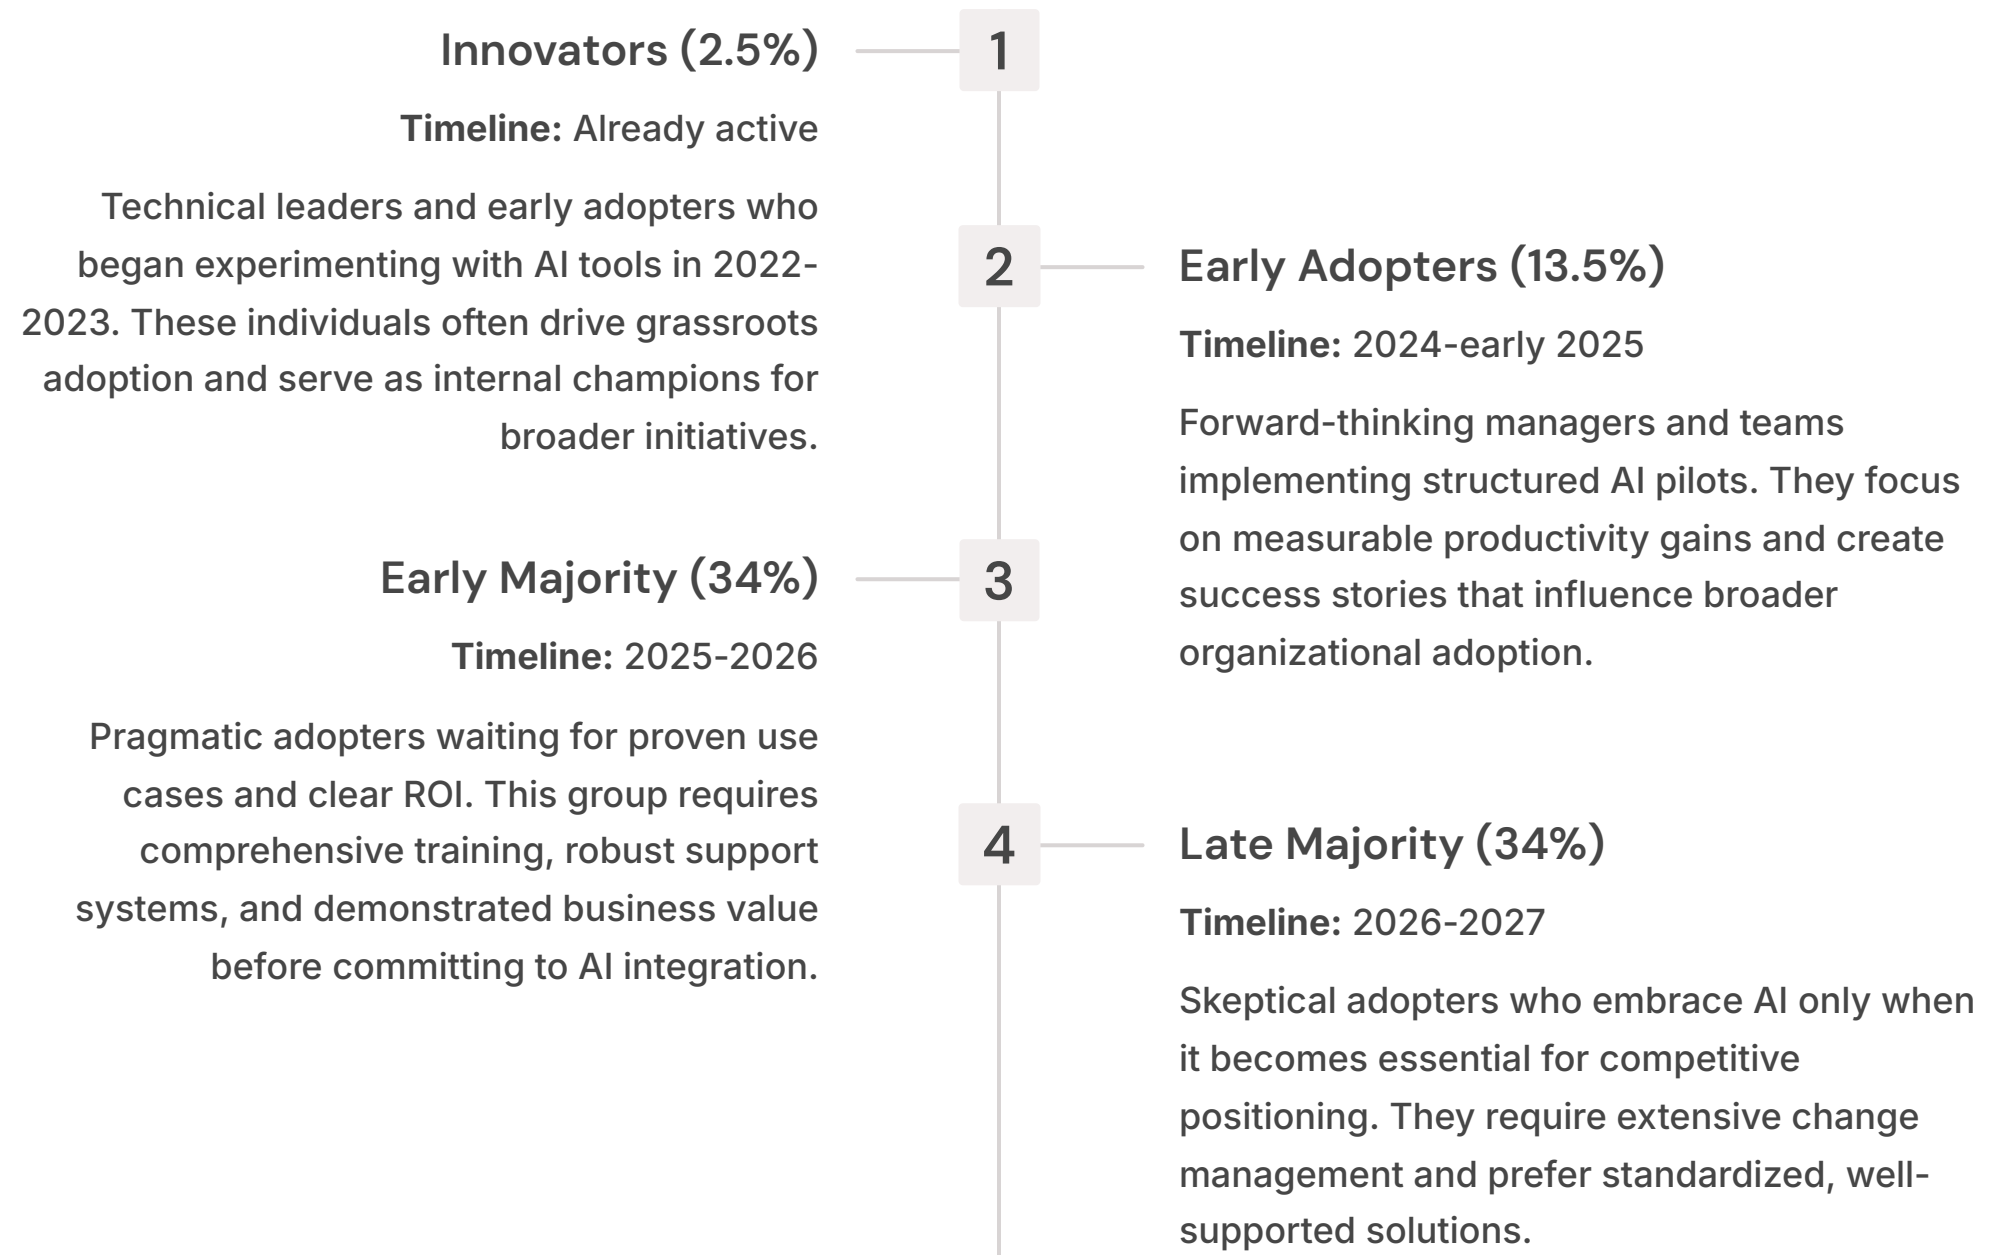 1
Innovators (2.5%)
Timeline: Already active
Technical leaders and early adopters who
began experimenting with AI tools in 2022-
2023. These individuals often drive grassroots
adoption and serve as internal champions for
broader initiatives.
2
Early Adopters (13.5%)
Timeline: 2024-early 2025
Forward-thinking managers and teams
implementing structured AI pilots. They focus
on measurable productivity gains and create
success stories that influence broader
organizational adoption.
3
Early Majority (34%)
Timeline: 2025-2026
Pragmatic adopters waiting for proven use
cases and clear ROI. This group requires
comprehensive training, robust support
systems, and demonstrated business value
before committing to AI integration.
4
Late Majority (34%)
Timeline: 2026-2027
Skeptical adopters who embrace AI only when
it becomes essential for competitive
positioning. They require extensive change
management and prefer standardized, well-
supported solutions.